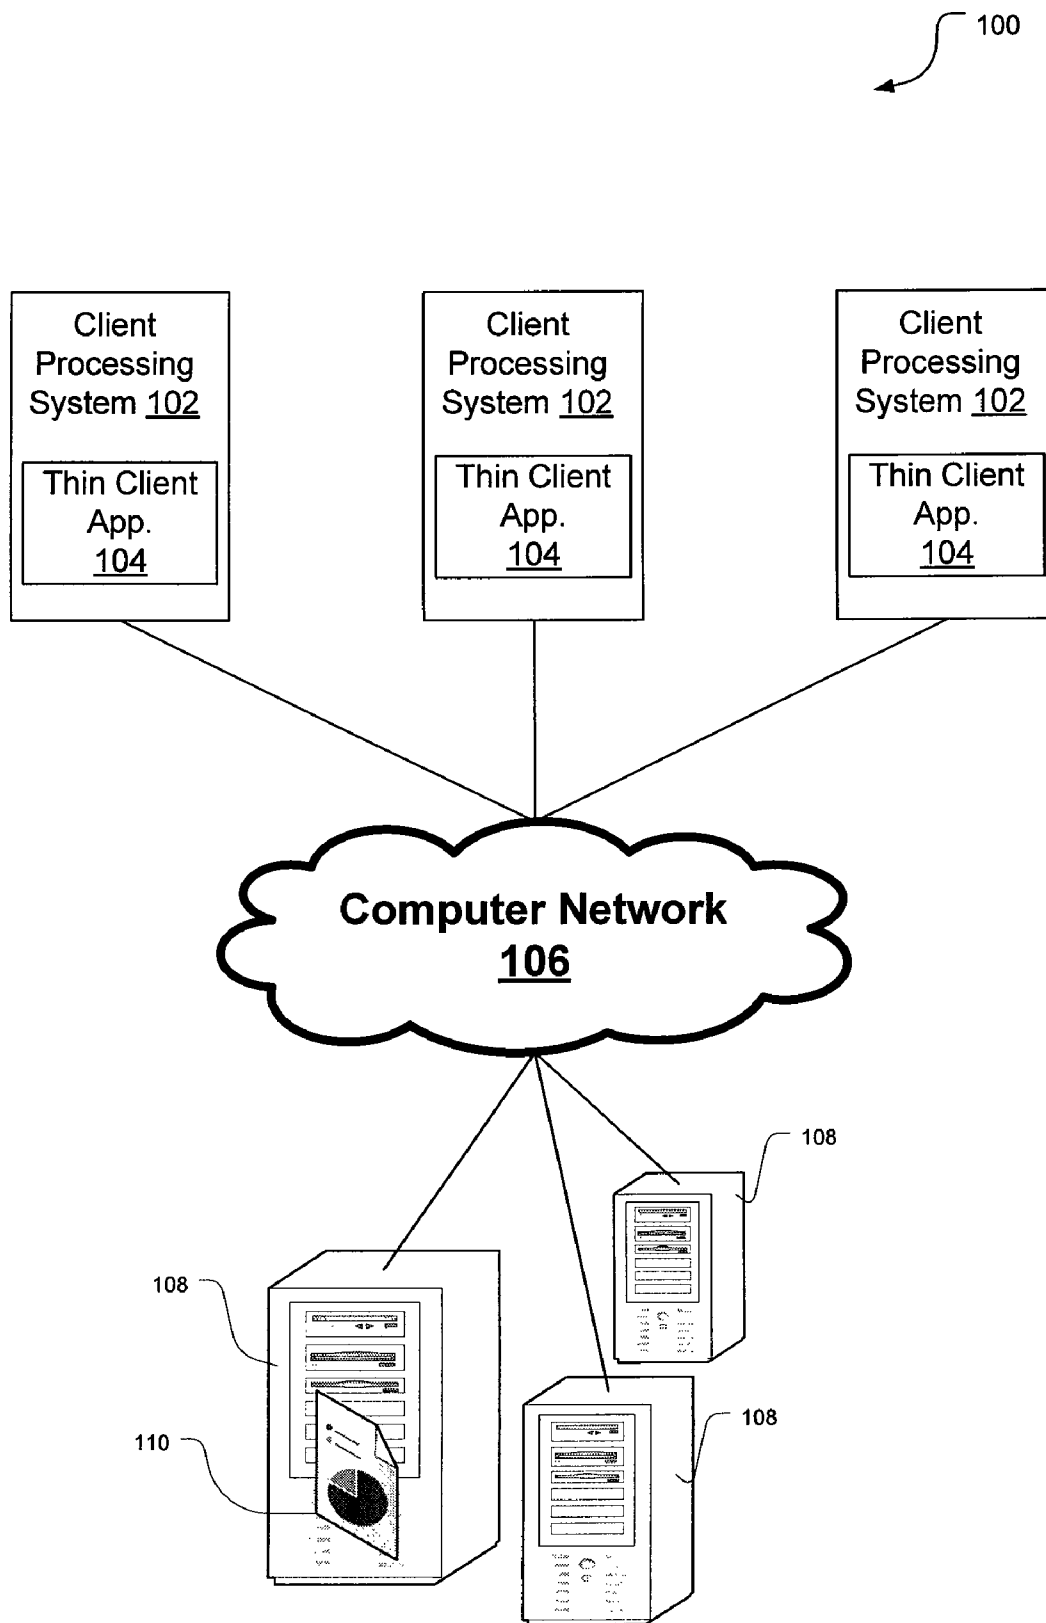 100
Client
Processing
System 102
Thin Client
App.
104
Client
Processing
System 102
Thin Client
App.
104
Client
Processing
System 102
Thin Client
App.
104
Computer Network
106
108
108
108
110